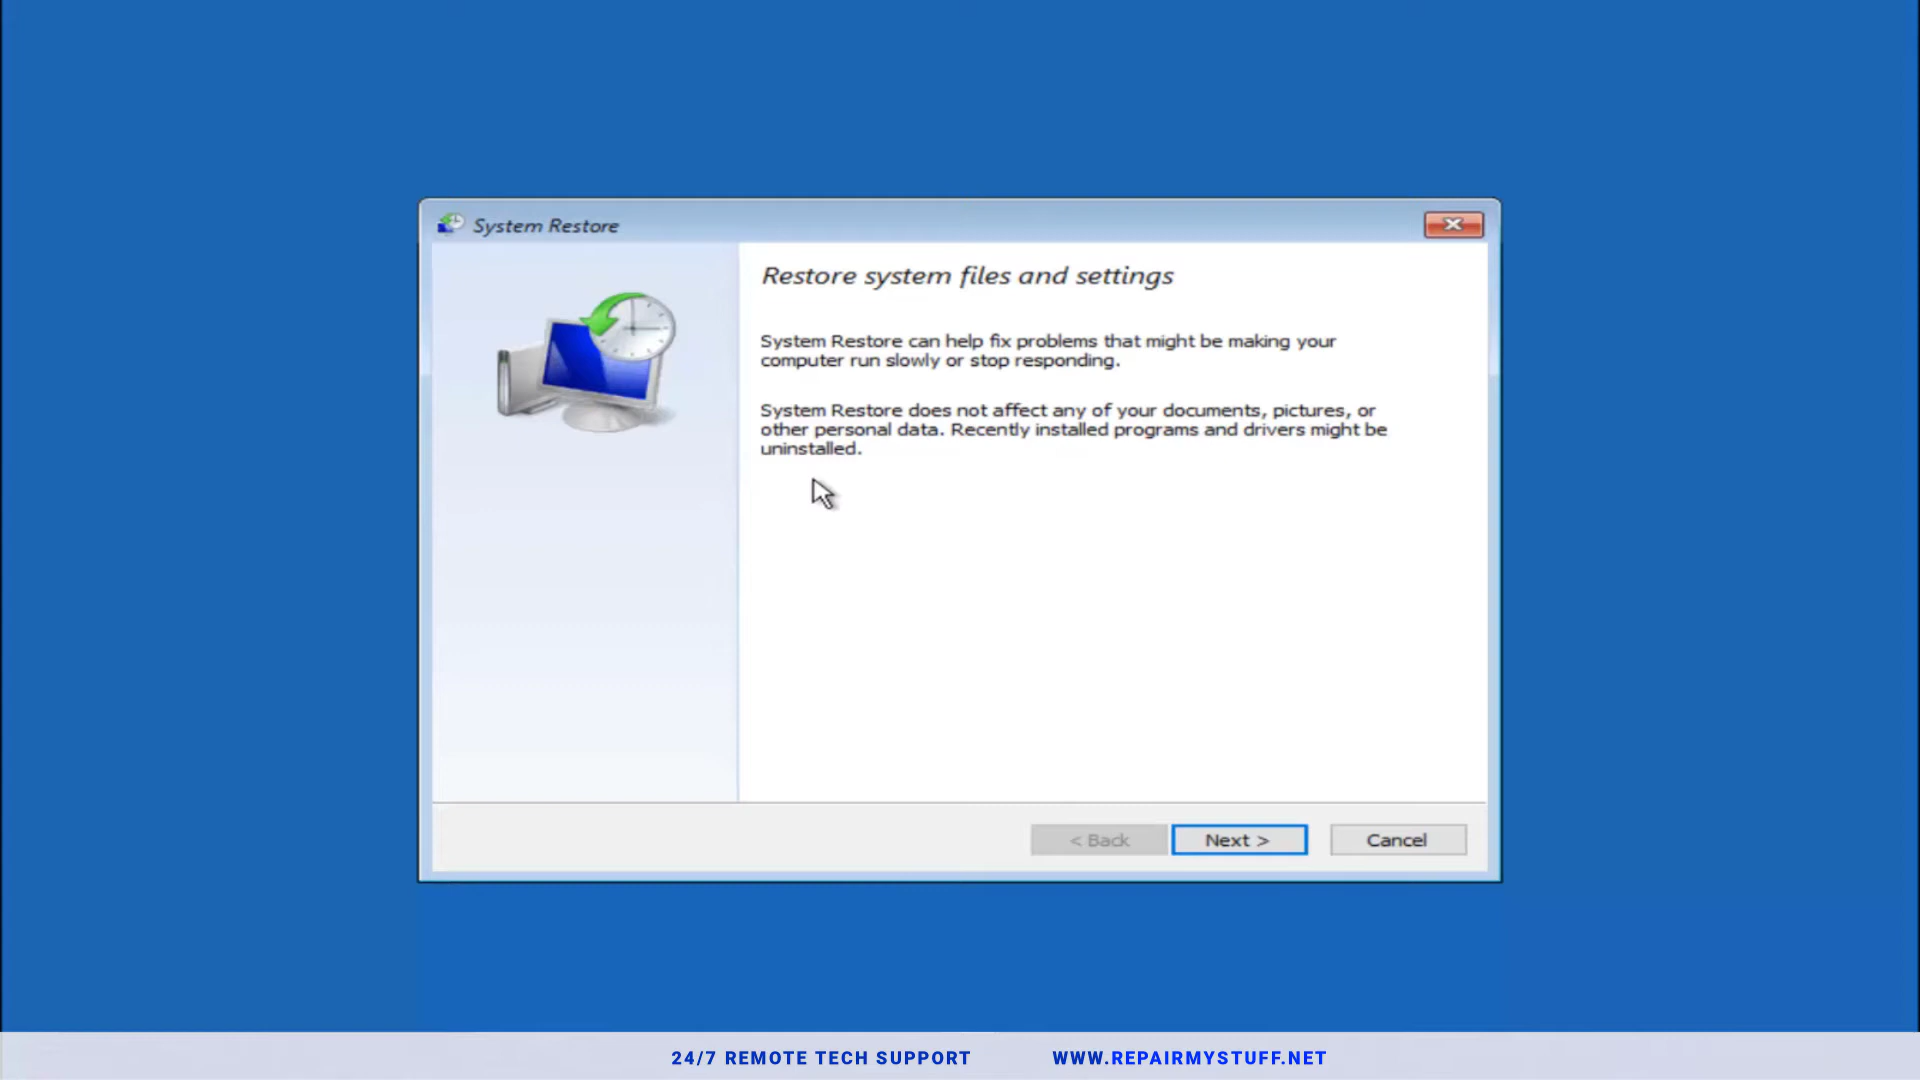 System Restore
Restore system files and settings
System Restore can help fix problems that might be making your
computer run slowly or stop responding.
System Restore does not affect any of your documents, pictures, or
other personal data. Recently installed programs and drivers might be
uninstalled.
< Back
Next >
Cancel
24/7 REMOTE TECH SUPPORT
WWW.REPAIRMYSTUFF.NET